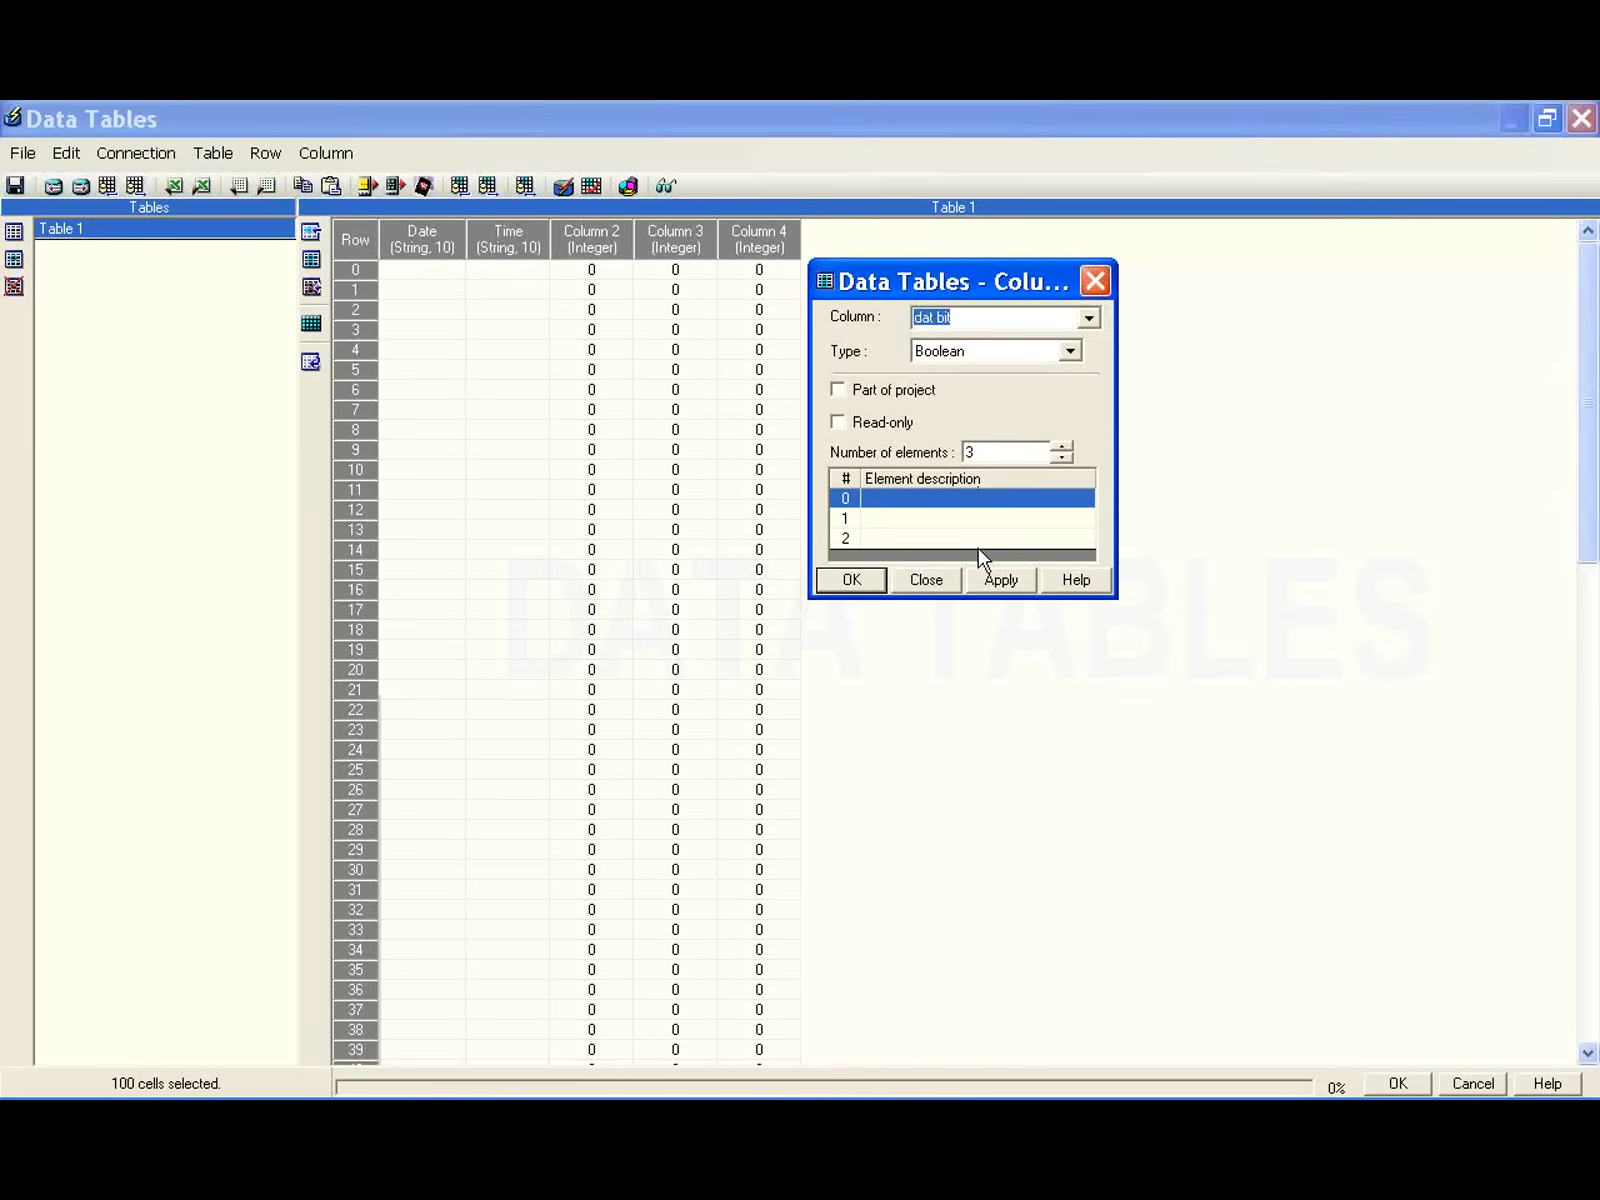 Data Tables
File Edit Connection Table Row Column
Tables
Table 1
Table 1
Row Date (String, 10) Time (String, 10) Column 2 (Integer) Column 3 (Integer) Column 4 (Integer)
0 0 0 0
1 0 0 0
2 0 0 0
3 0 0 0
4 0 0 0
5 0 0 0
6 0 0 0
7 0 0 0
8 0 0 0
9 0 0 0
10 0 0 0
11 0 0 0
12 0 0 0
13 0 0 0
14 0 0 0
15 0 0 0
16 0 0 0
17 0 0 0
18 0 0 0
19 0 0 0
20 0 0 0
21 0 0 0
22 0 0 0
23 0 0 0
24 0 0 0
25 0 0 0
26 0 0 0
27 0 0 0
28 0 0 0
29 0 0 0
30 0 0 0
31 0 0 0
32 0 0 0
33 0 0 0
34 0 0 0
35 0 0 0
36 0 0 0
37 0 0 0
38 0 0 0
39 0 0 0
Data Tables - Colu...
Column : dat bit
Type : Boolean
Part of project
Read-only
Number of elements : 3
# Element description
0
1
2
OK Close Apply Help
DATA TABLES
100 cells selected. 0% OK Cancel Help